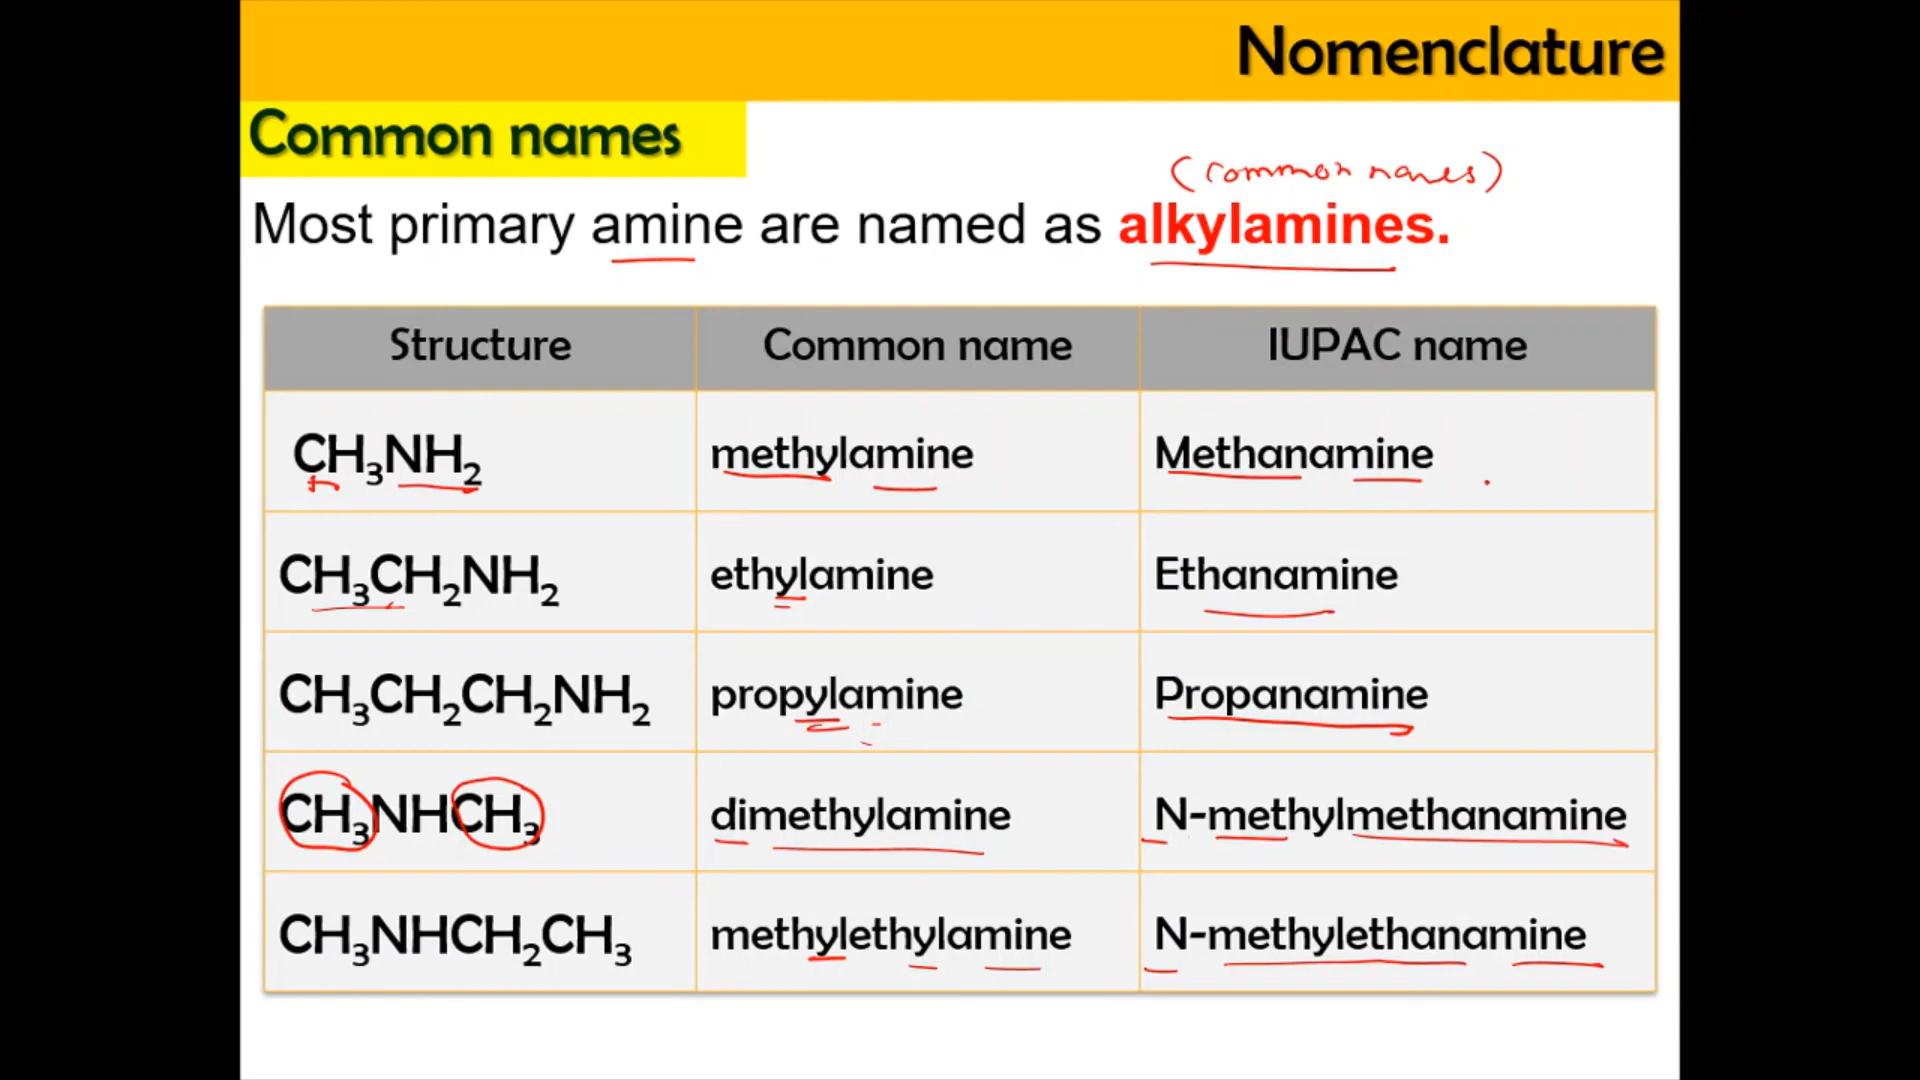 Nomenclature
Common names
(common names)
Most primary amine are named as alkylamines.
Structure Common name IUPAC name
CH₃NH₂ methylamine Methanamine
CH₃CH₂NH₂ ethylamine Ethanamine
CH₃CH₂CH₂NH₂ propylamine Propanamine
CH₃NHCH₃ dimethylamine N-methylmethanamine
CH₃NHCH₂CH₃ methylethylamine N-methylethanamine